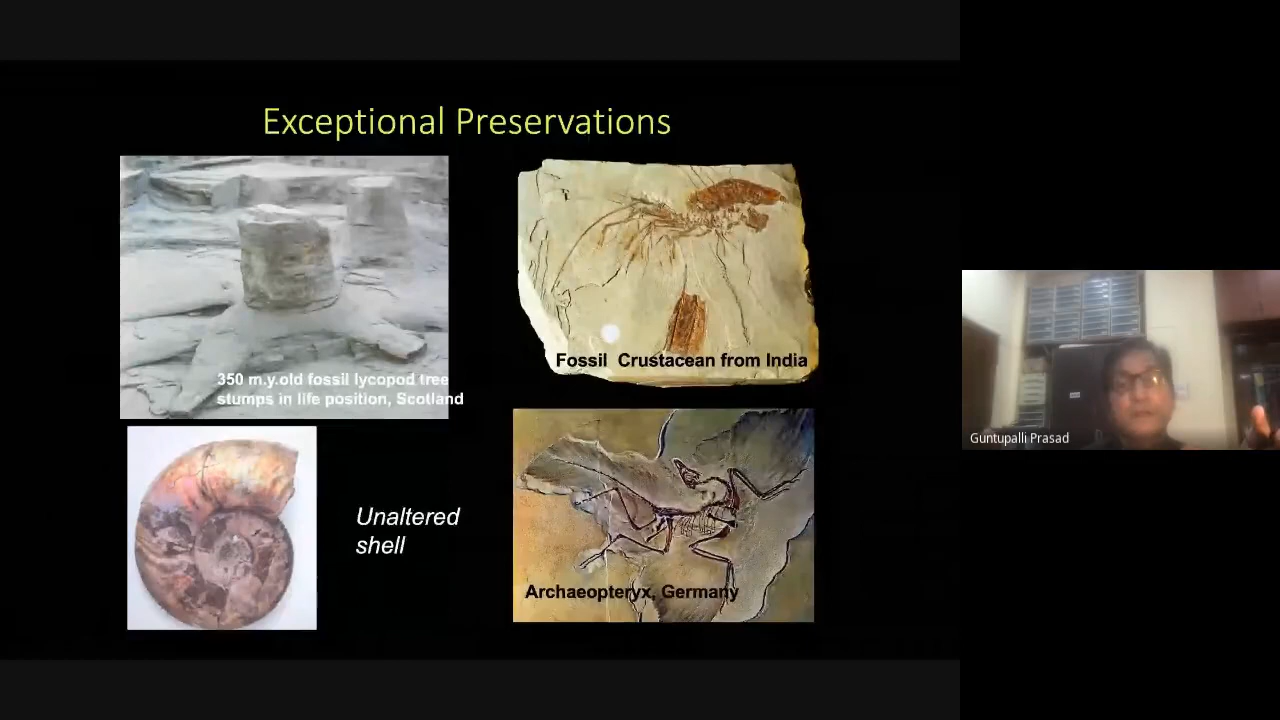 Exceptional Preservations
350 m.y.old fossil lycopod tree
stumps in life position, Scotland
Fossil Crustacean from India
Unaltered
shell
Archaeopteryx, Germany
Guntupalli Prasad